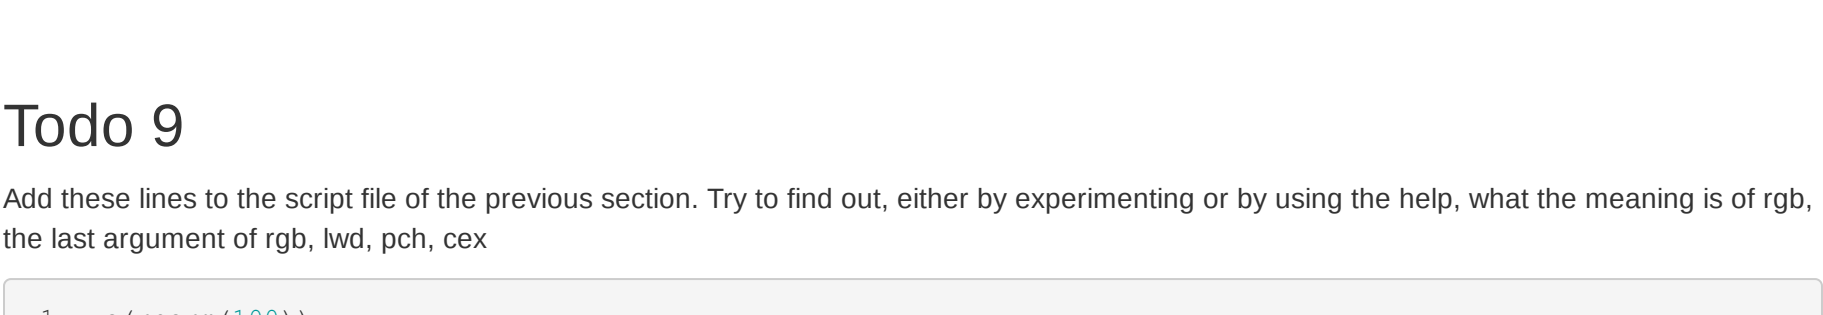 Todo 9
Add these lines to the script file of the previous section. Try to find out, either by experimenting or by using the help, what the meaning is of rgb,
the last argument of rgb, lwd, pch, cex